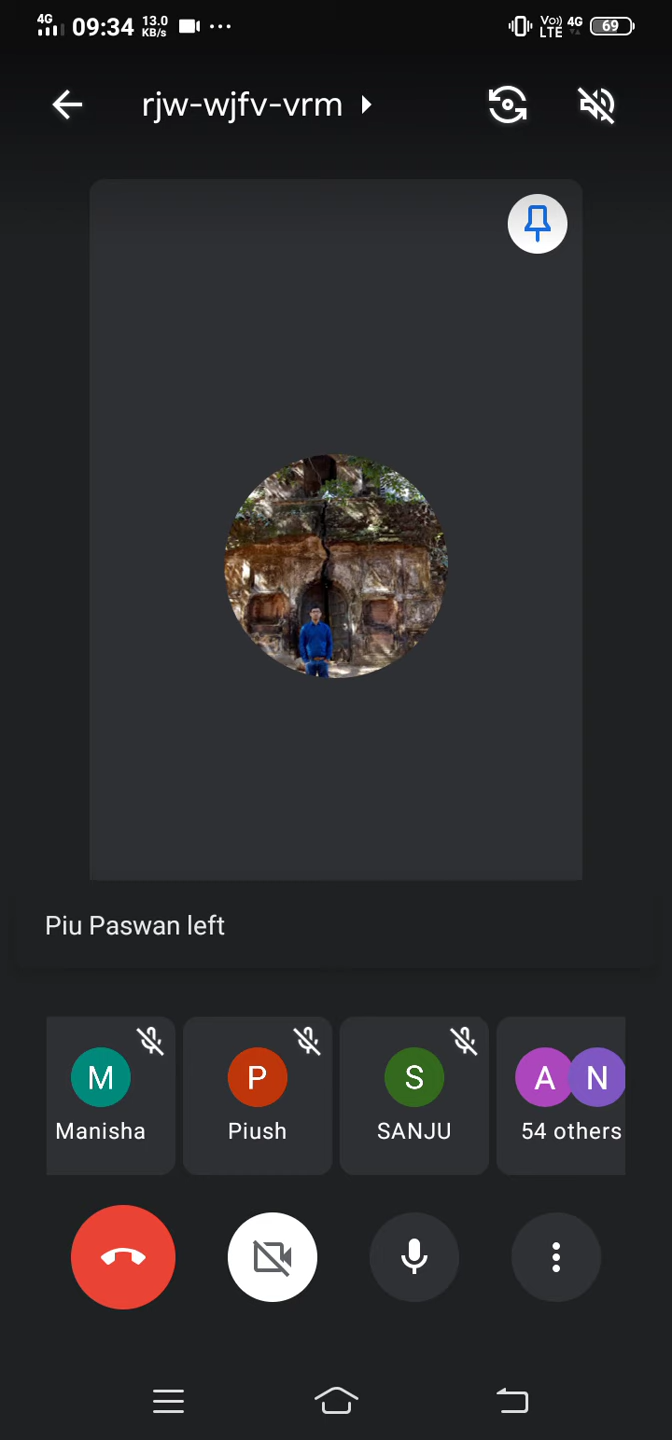 4G 09:34 13.0 KB/s ... Vo) LTE 4G 69
rjw-wjfv-vrm
Piu Paswan left
M P S A N
Manisha Piush SANJU 54 others